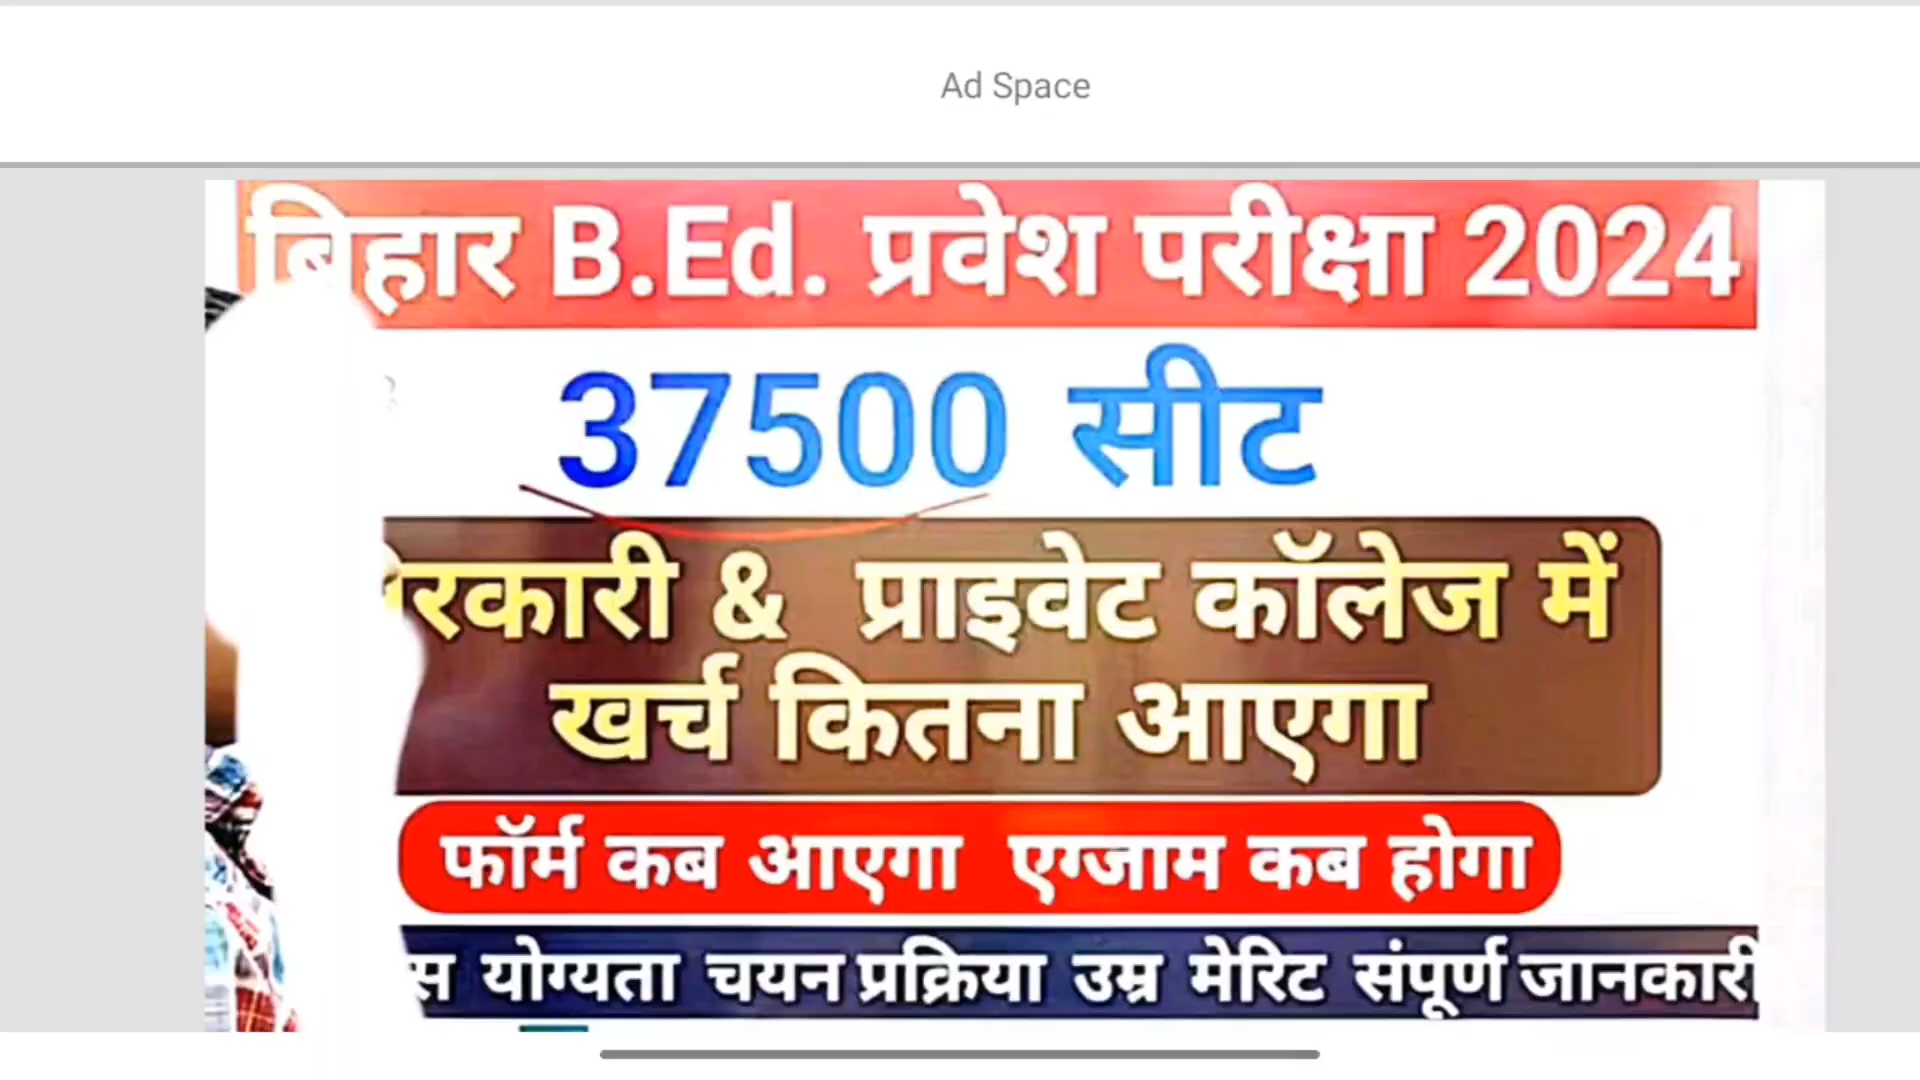 Ad Space
बिहार B.Ed. प्रवेश परीक्षा 2024
37500 सीट
& प्राइवेट कॉलेज में
खर्च कितना आएगा
फॉर्म कब आएगा एग्जाम कब होगा
योग्यता चयन प्रक्रिया उम्र मेरिट संपूर्ण जानकारी